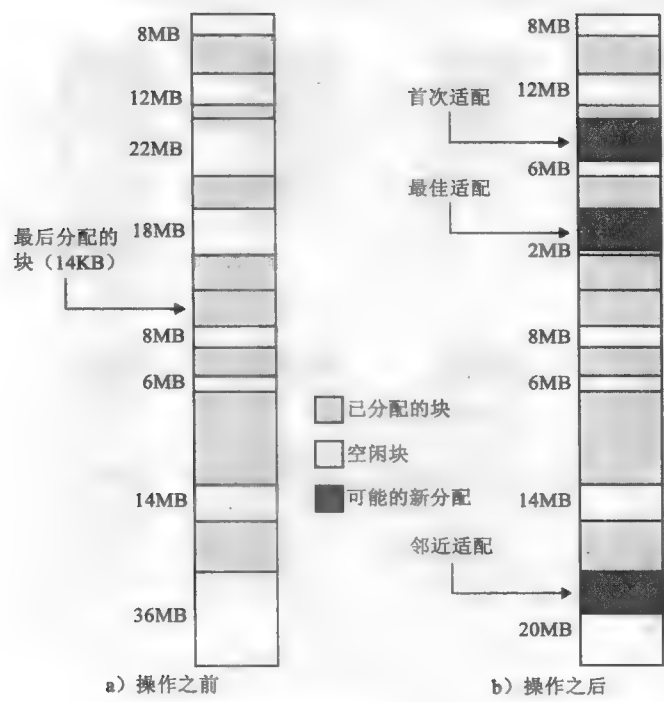 8MB
12MB
22MB
18MB
最后分配的
块（14KB）
8MB
6MB
14MB
36MB
a）操作之前
已分配的块
空闲块
可能的新分配
8MB
12MB
首次适配
6MB
最佳适配
2MB
8MB
6MB
14MB
邻近适配
20MB
b）操作之后